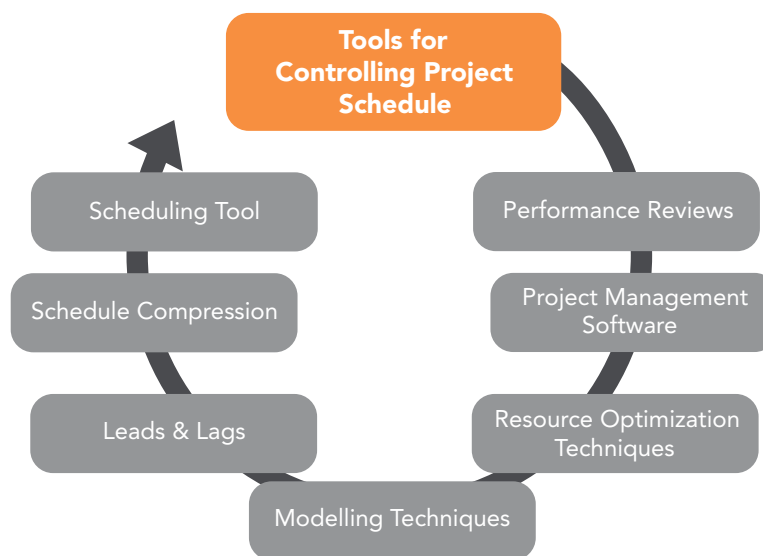 Tools for
Controlling Project
Schedule
Performance Reviews
Project Management
Software
Resource Optimization
Techniques
Modelling Techniques
Leads & Lags
Schedule Compression
Scheduling Tool